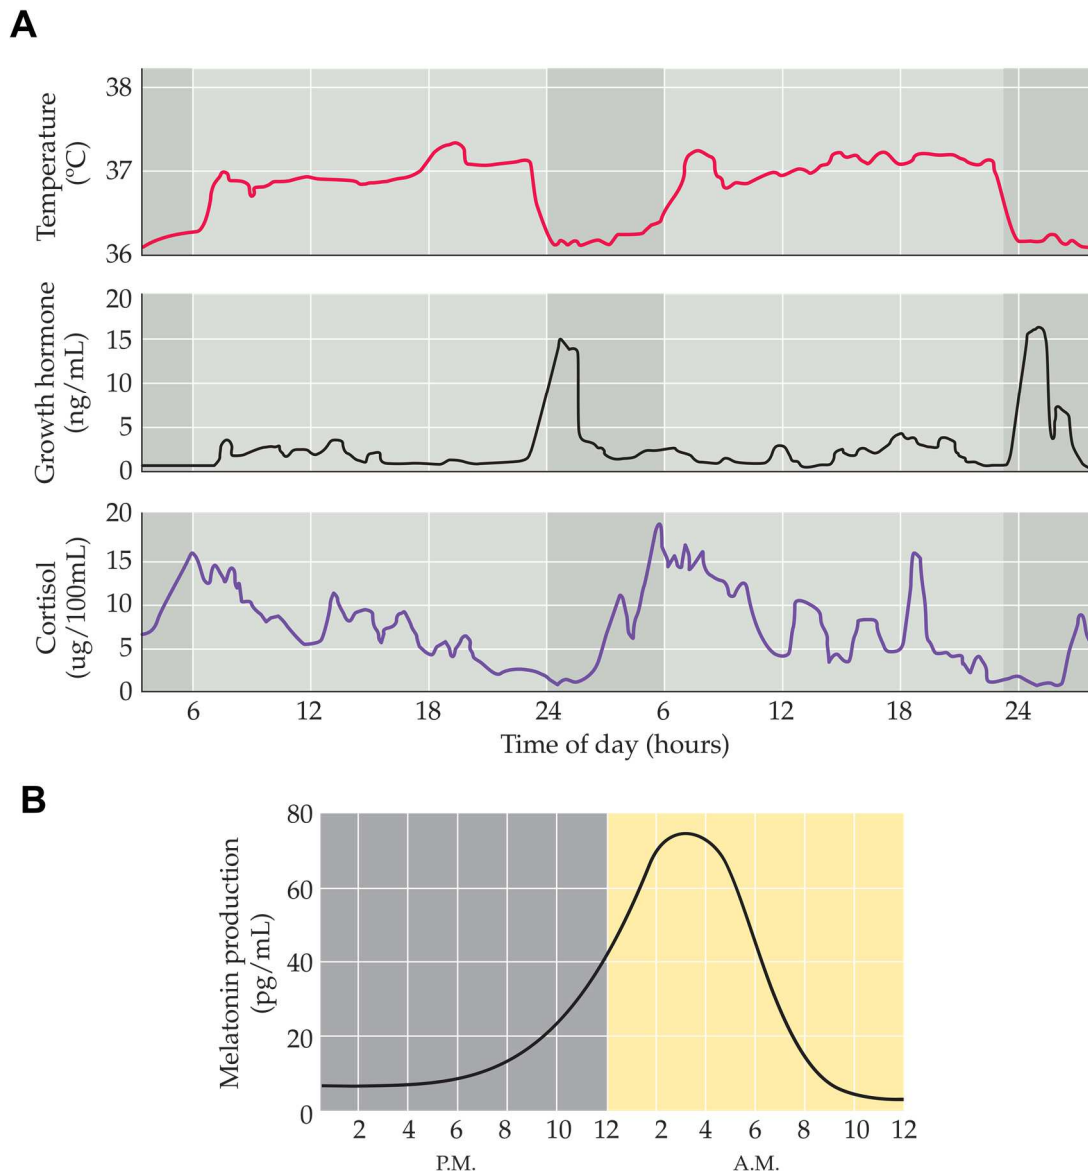 A
Temperature
(°C)
38
37
36
Growth hormone
(ng/mL)
20
15
10
5
0
Cortisol
(ug/100mL)
20
15
10
5
0
6 12 18 24 6 12 18 24
Time of day (hours)
B
Melatonin production
(pg/mL)
80
60
40
20
0
2 4 6 8 10 12 2 4 6 8 10 12
P.M. A.M.